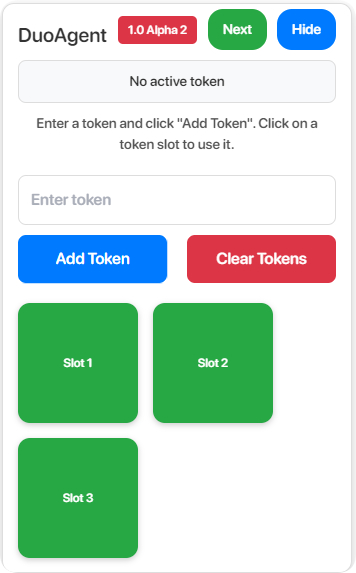 DuoAgent 1.0 Alpha 2 Next Hide
No active token
Enter a token and click "Add Token". Click on a
token slot to use it.
Enter token
Add Token Clear Tokens
Slot 1 Slot 2
Slot 3